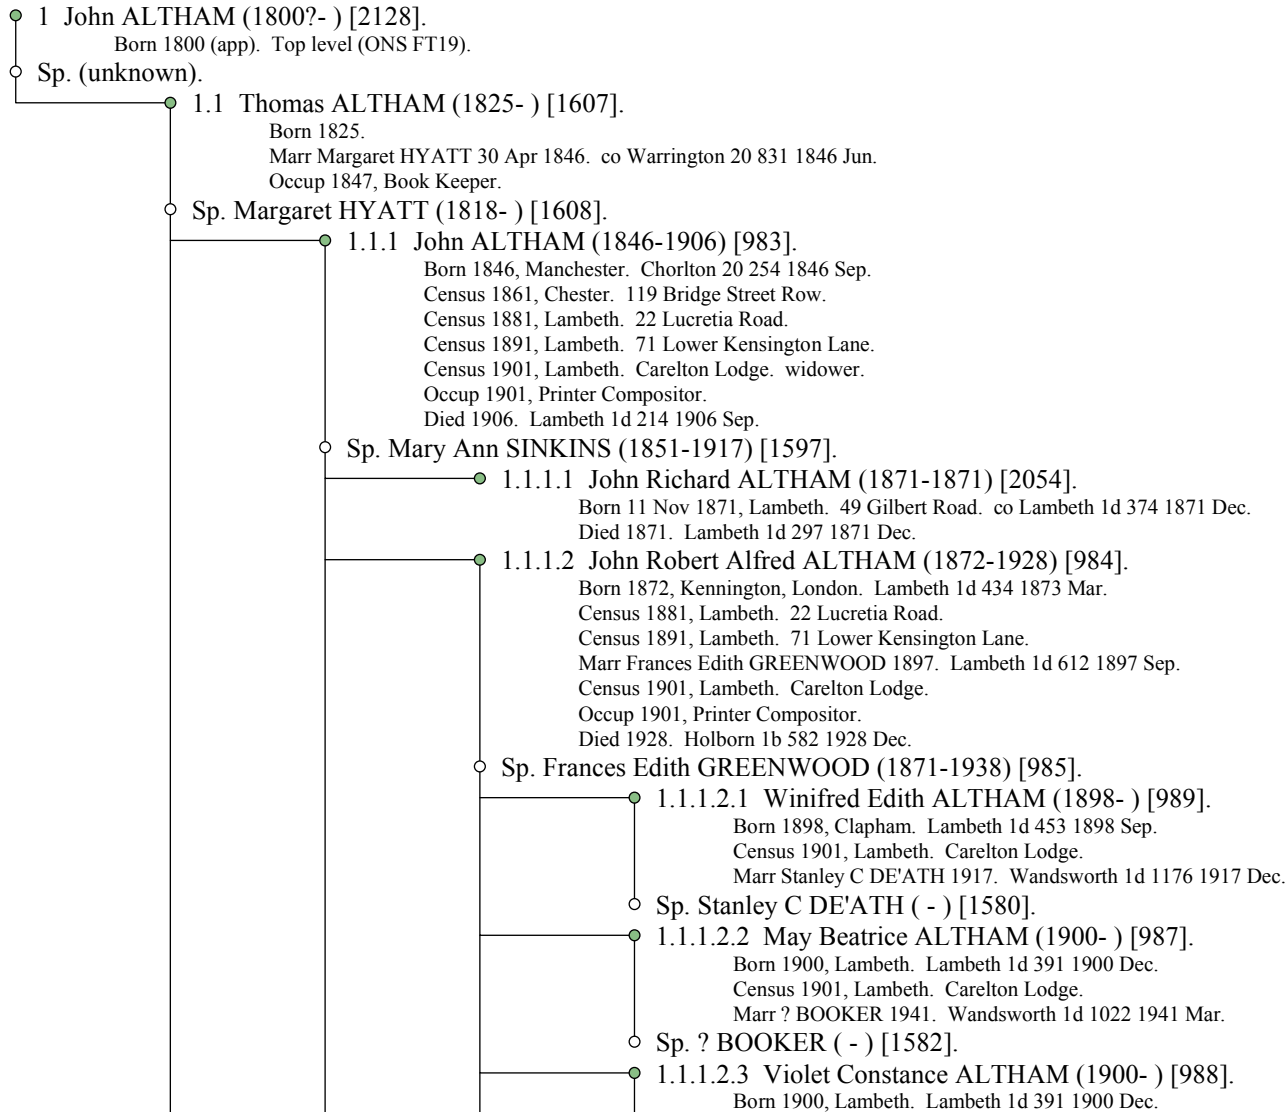 1 John ALTHAM (1800?- ) [2128].
Born 1800 (app). Top level (ONS FT19).
Sp. (unknown).
1.1 Thomas ALTHAM (1825- ) [1607].
Born 1825.
Marr Margaret HYATT 30 Apr 1846. co Warrington 20 831 1846 Jun.
Occup 1847, Book Keeper.
Sp. Margaret HYATT (1818- ) [1608].
1.1.1 John ALTHAM (1846-1906) [983].
Born 1846, Manchester. Chorlton 20 254 1846 Sep.
Census 1861, Chester. 119 Bridge Street Row.
Census 1881, Lambeth. 22 Lucretia Road.
Census 1891, Lambeth. 71 Lower Kensington Lane.
Census 1901, Lambeth. Carelton Lodge. widower.
Occup 1901, Printer Compositor.
Died 1906. Lambeth 1d 214 1906 Sep.
Sp. Mary Ann SINKINS (1851-1917) [1597].
1.1.1.1 John Richard ALTHAM (1871-1871) [2054].
Born 11 Nov 1871, Lambeth. 49 Gilbert Road. co Lambeth 1d 374 1871 Dec.
Died 1871. Lambeth 1d 297 1871 Dec.
1.1.1.2 John Robert Alfred ALTHAM (1872-1928) [984].
Born 1872, Kennington, London. Lambeth 1d 434 1873 Mar.
Census 1881, Lambeth. 22 Lucretia Road.
Census 1891, Lambeth. 71 Lower Kensington Lane.
Marr Frances Edith GREENWOOD 1897. Lambeth 1d 612 1897 Sep.
Census 1901, Lambeth. Carelton Lodge.
Occup 1901, Printer Compositor.
Died 1928. Holborn 1b 582 1928 Dec.
Sp. Frances Edith GREENWOOD (1871-1938) [985].
1.1.1.2.1 Winifred Edith ALTHAM (1898- ) [989].
Born 1898, Clapham. Lambeth 1d 453 1898 Sep.
Census 1901, Lambeth. Carelton Lodge.
Marr Stanley C DE'ATH 1917. Wandsworth 1d 1176 1917 Dec.
Sp. Stanley C DE'ATH ( - ) [1580].
1.1.1.2.2 May Beatrice ALTHAM (1900- ) [987].
Born 1900, Lambeth. Lambeth 1d 391 1900 Dec.
Census 1901, Lambeth. Carelton Lodge.
Marr ? BOOKER 1941. Wandsworth 1d 1022 1941 Mar.
Sp. ? BOOKER ( - ) [1582].
1.1.1.2.3 Violet Constance ALTHAM (1900- ) [988].
Born 1900, Lambeth. Lambeth 1d 391 1900 Dec.